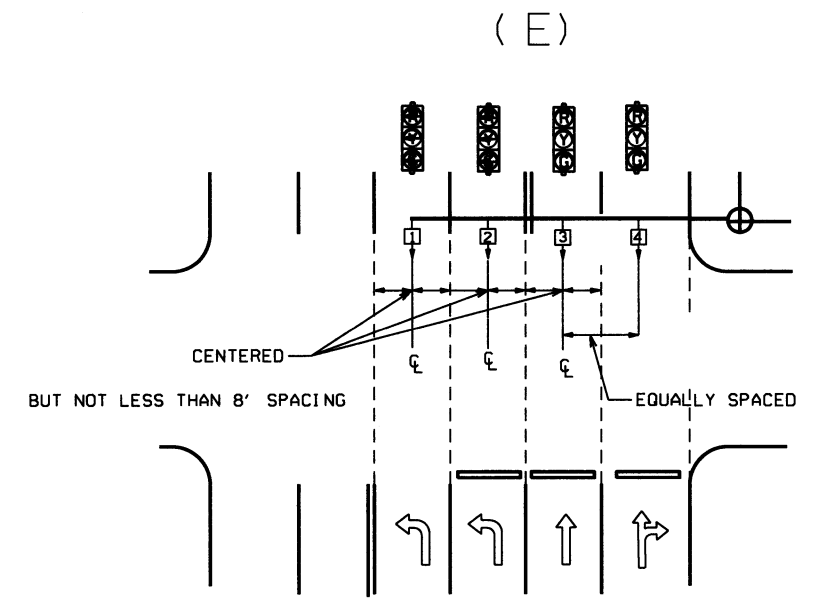 (E)
R
Y
G
R
Y
G
1
2
3
4
CENTERED
℄
℄
℄
BUT NOT LESS THAN 8' SPACING
EQUALLY SPACED